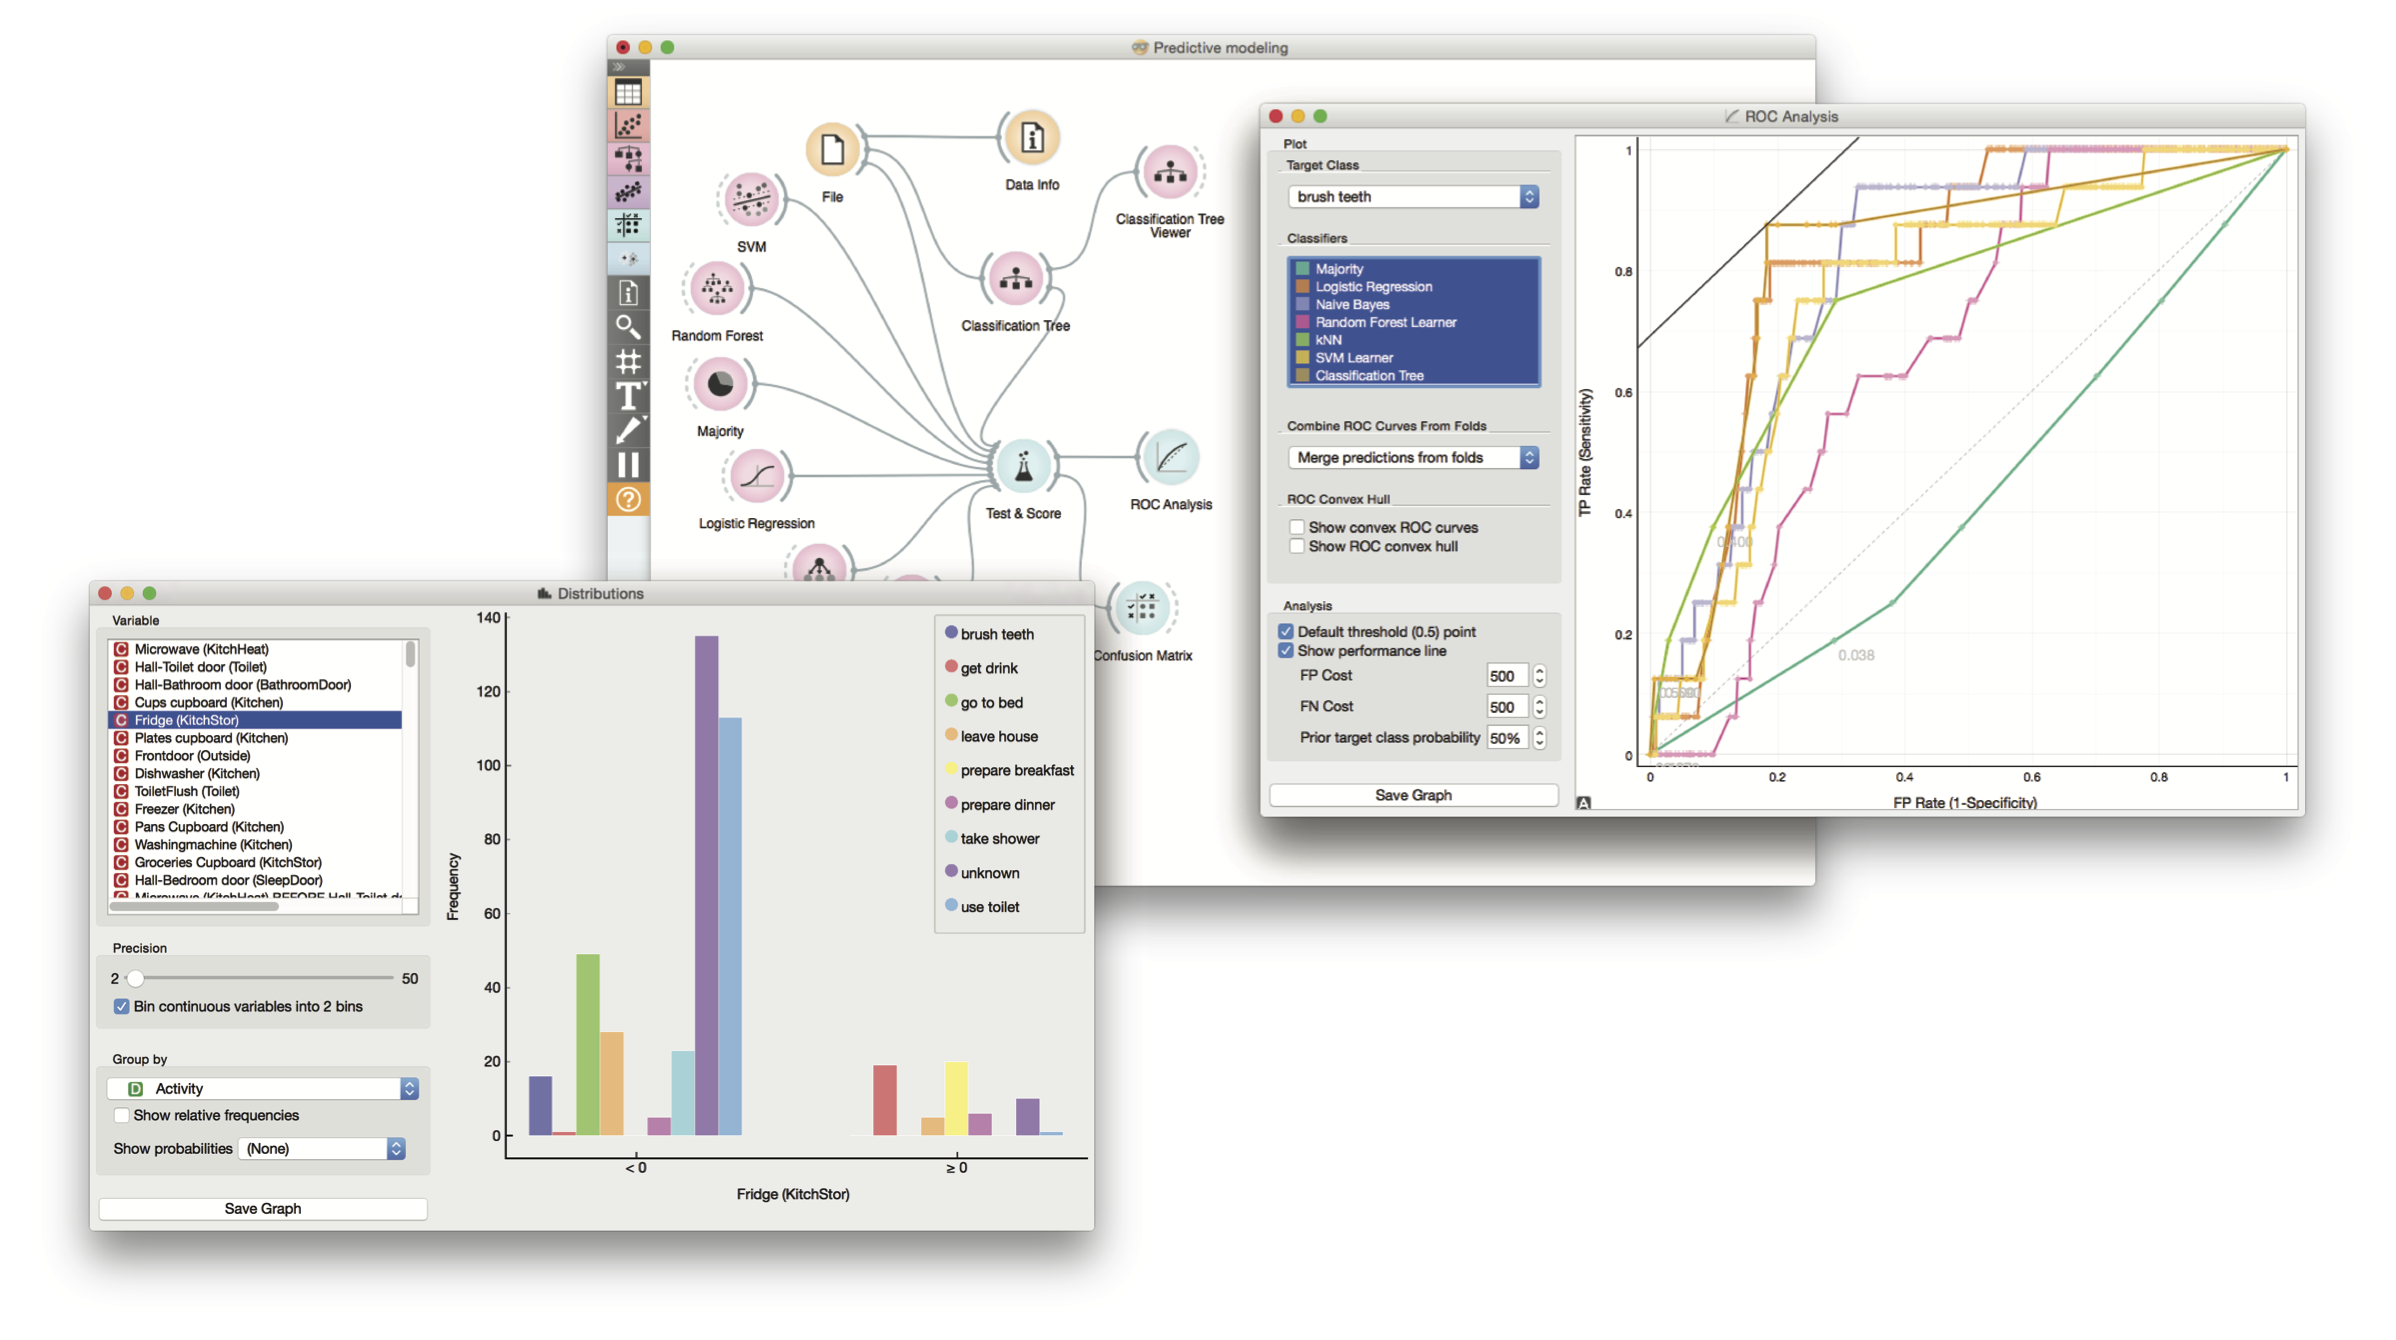 Predictive modeling
File
Data Info
Classification Tree
Viewer
SVM
Classification Tree
Random Forest
Majority
Logistic Regression
Test & Score
ROC Analysis
Confusion Matrix
ROC Analysis
Plot
Target Class
brush teeth
Classifiers
Majority
Logistic Regression
Naive Bayes
Random Forest Learner
kNN
SVM Learner
Classification Tree
Combine ROC Curves From Folds
Merge predictions from folds
ROC Convex Hull
Show convex ROC curves
Show ROC convex hull
Analysis
Default threshold (0.5) point
Show performance line
FP Cost 500
FN Cost 500
Prior target class probability 50%
Save Graph
TP Rate (Sensitivity)
1
0.8
0.6
0.4
0.2
0
0.038
0 0.2 0.4 0.6 0.8 1
FP Rate (1-Specificity)
A
Distributions
Variable
C Microwave (KitchHeat)
C Hall-Toilet door (Toilet)
C Hall-Bathroom door (BathroomDoor)
C Cups cupboard (Kitchen)
C Fridge (KitchStor)
C Plates cupboard (Kitchen)
C Frontdoor (Outside)
C Dishwasher (Kitchen)
C ToiletFlush (Toilet)
C Freezer (Kitchen)
C Pans Cupboard (Kitchen)
C Washingmachine (Kitchen)
C Groceries Cupboard (KitchStor)
C Hall-Bedroom door (SleepDoor)
C Microwave (KitchHeat) BEFORE Hall-Toilet
Precision
2 50
Bin continuous variables into 2 bins
Group by
D Activity
Show relative frequencies
Show probabilities (None)
Save Graph
Frequency
140
120
100
80
60
40
20
0
< 0 ≥ 0
Fridge (KitchStor)
brush teeth
get drink
go to bed
leave house
prepare breakfast
prepare dinner
take shower
unknown
use toilet